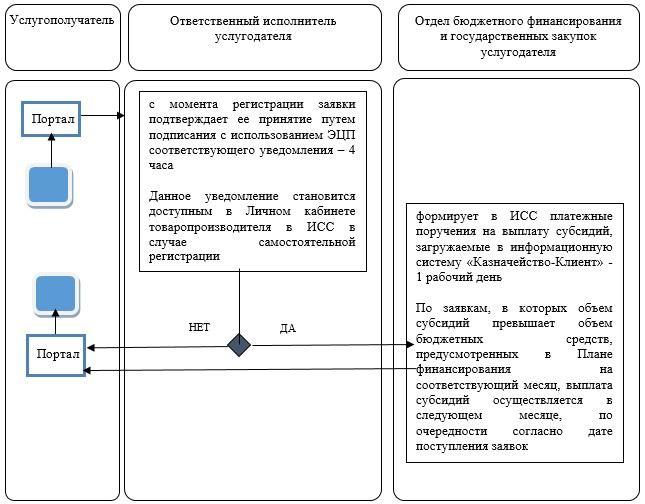 Услугополучатель
Ответственный исполнитель
услугодателя
Отдел бюджетного финансирования
и государственных закупок
услугодателя
Портал
с момента регистрации заявки
подтверждает ее принятие путем
подписания с использованием ЭЦП
соответствующего уведомления – 4
часа
Данное уведомление становится
доступным в Личном кабинете
товаропроизводителя в ИСС в
случае самостоятельной
регистрации
НЕТ
ДА
Портал
формирует в ИСС платежные
поручения на выплату субсидий,
загружаемые в информационную
систему «Казначейство-Клиент» -
1 рабочий день
По заявкам, в которых объем
субсидий превышает объем
бюджетных средств,
предусмотренных в Плане
финансирования на
соответствующий месяц, выплата
субсидий осуществляется в
следующем месяце, по
очередности согласно дате
поступления заявок